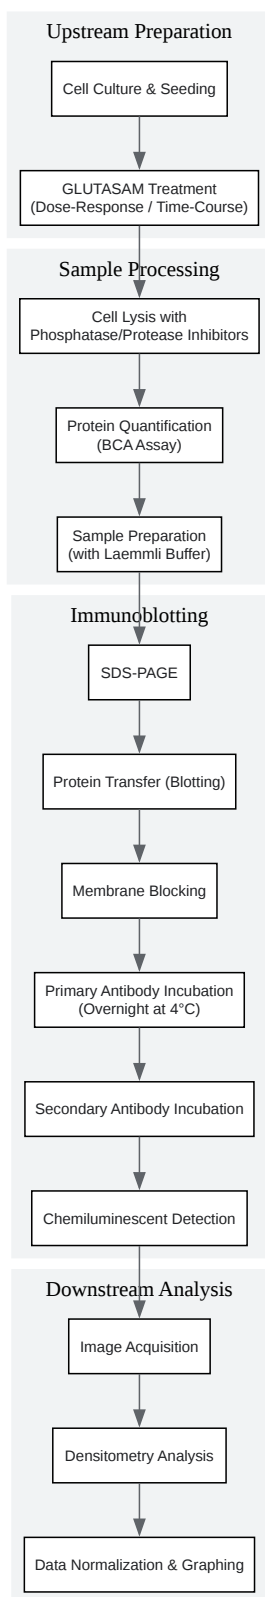 Upstream Preparation
Cell Culture & Seeding
GLUTASAM Treatment
(Dose-Response / Time-Course)
Sample Processing
Cell Lysis with
Phosphatase/Protease Inhibitors
Protein Quantification
(BCA Assay)
Sample Preparation
(with Laemmli Buffer)
Immunoblotting
SDS-PAGE
Protein Transfer (Blotting)
Membrane Blocking
Primary Antibody Incubation
(Overnight at 4°C)
Secondary Antibody Incubation
Chemiluminescent Detection
Downstream Analysis
Image Acquisition
Densitometry Analysis
Data Normalization & Graphing